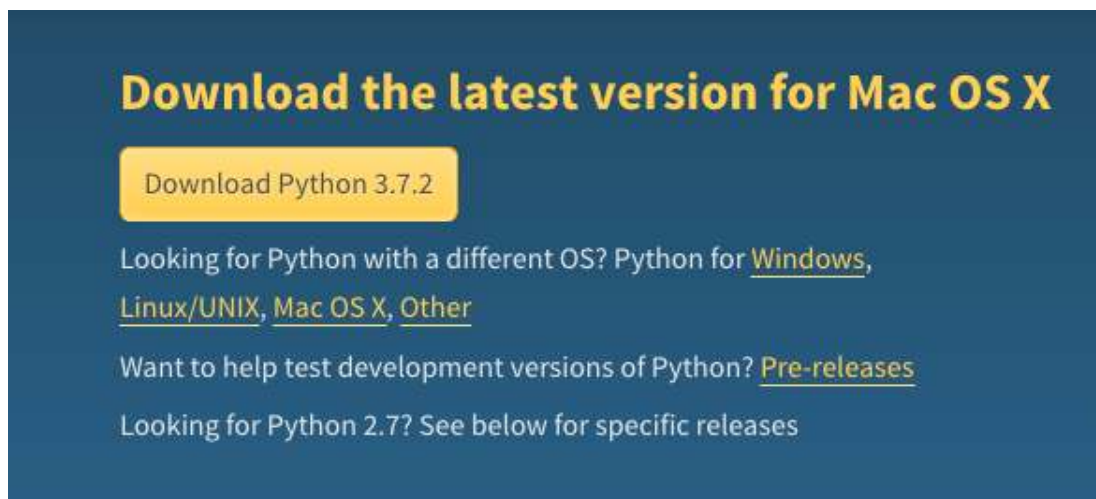 Download the latest version for Mac OS X
Download Python 3.7.2
Looking for Python with a different OS? Python for Windows,
Linux/UNIX, Mac OS X, Other
Want to help test development versions of Python? Pre-releases
Looking for Python 2.7? See below for specific releases